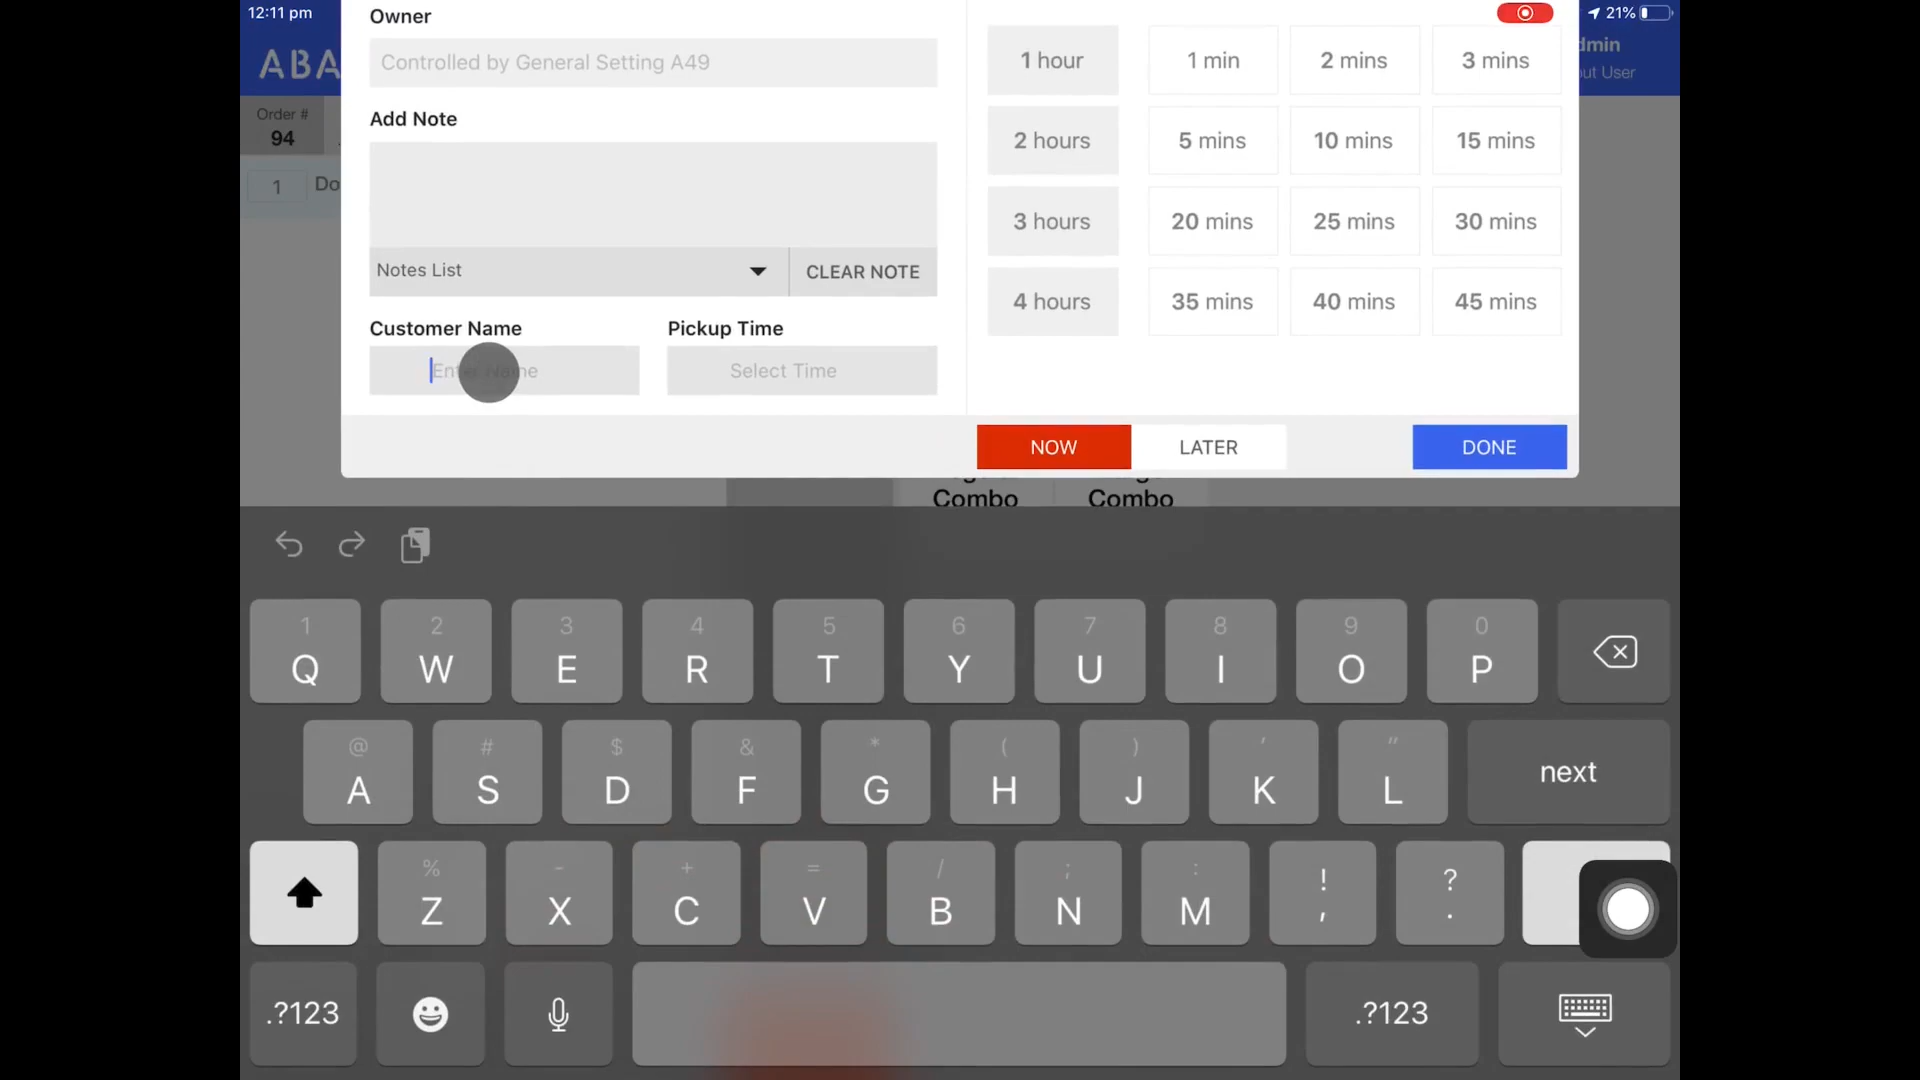 12:11 pm
21%
ABA
dmin
out User
Order #
94
1
Do
Owner
Controlled by General Setting A49
Add Note
Notes List
CLEAR NOTE
Customer Name
Pickup Time
Enter Name
Select Time
1 hour
1 min
2 mins
3 mins
2 hours
5 mins
10 mins
15 mins
3 hours
20 mins
25 mins
30 mins
4 hours
35 mins
40 mins
45 mins
NOW
LATER
DONE
Combo
Combo
1 2 3 4 5 6 7 8 9 0
Q W E R T Y U I O P
@ # $ & * ( ) ' "
A S D F G H J K L
next
% - + = / ; : ! ?
Z X C V B N M , .
.?123
.?123